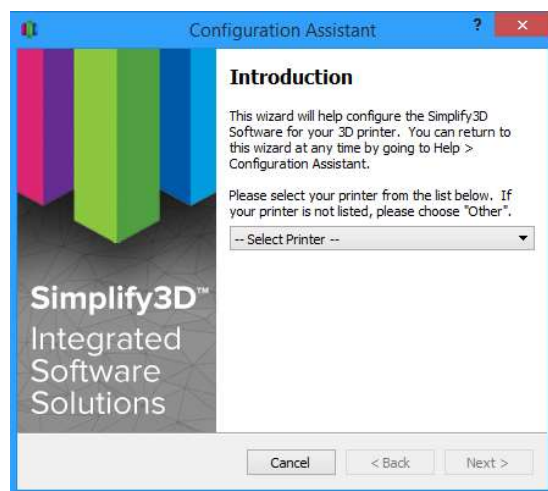 Configuration Assistant
?
×
Introduction
This wizard will help configure the Simplify3D
Software for your 3D printer. You can return to
this wizard at any time by going to Help >
Configuration Assistant.
Please select your printer from the list below. If
your printer is not listed, please choose "Other".
-- Select Printer --
Simplify3D™
Integrated
Software
Solutions
Cancel
< Back
Next >